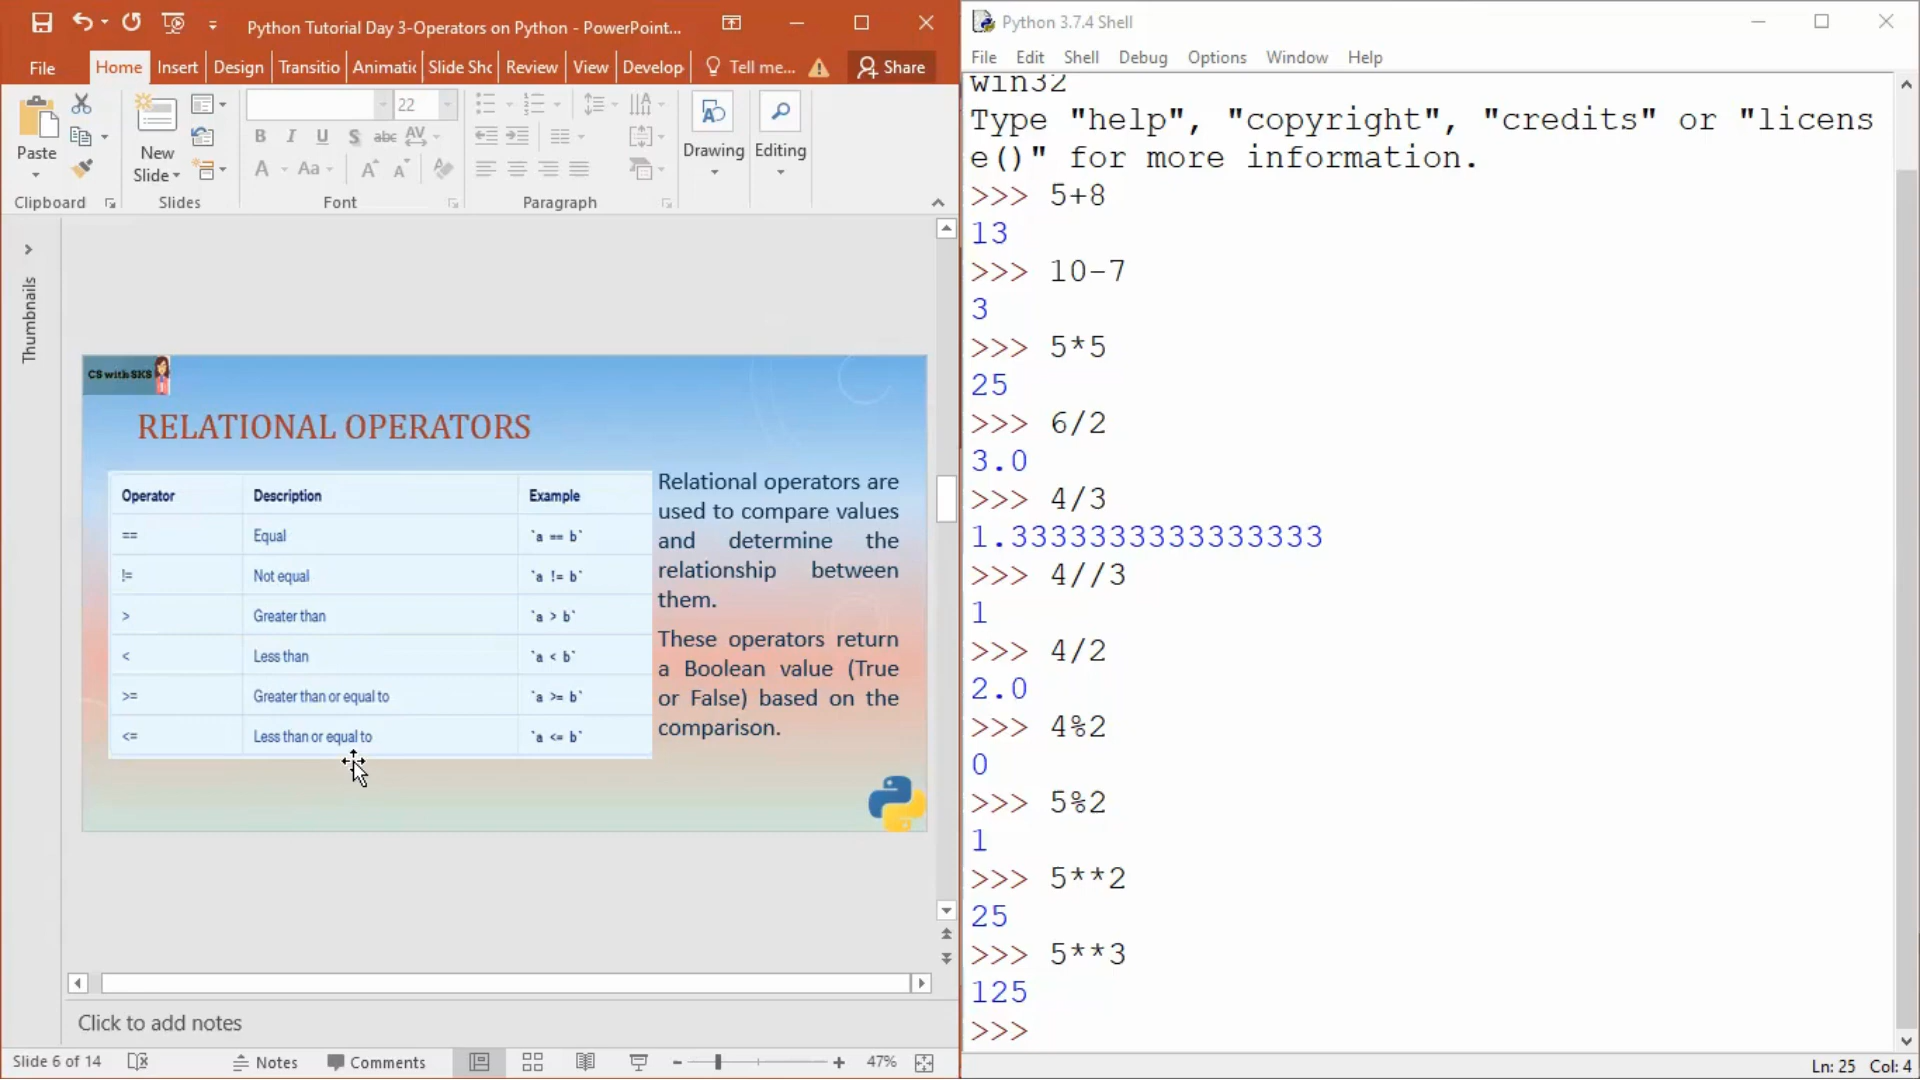 Python Tutorial Day 3-Operators on Python - PowerPoint...
File Home Insert Design Transitio Animatic Slide Shc Review View Develop Tell me... Share
22
B I U S abc AV
A Aa A A
Paste
New
Slide
Drawing
Editing
Clipboard Slides Font Paragraph
Thumbnails
CS with SKS
RELATIONAL OPERATORS
Operator Description Example
== Equal `a == b`
!= Not equal `a != b`
> Greater than `a > b`
< Less than `a < b`
>= Greater than or equal to `a >= b`
<= Less than or equal to `a <= b`
Relational operators are
used to compare values
and determine the
relationship between
them.
These operators return
a Boolean value (True
or False) based on the
comparison.
Click to add notes
Slide 6 of 14 Notes Comments 47%
Python 3.7.4 Shell
File Edit Shell Debug Options Window Help
win32
Type "help", "copyright", "credits" or "licens
e()" for more information.
>>> 5+8
13
>>> 10-7
3
>>> 5*5
25
>>> 6/2
3.0
>>> 4/3
1.3333333333333333
>>> 4//3
1
>>> 4/2
2.0
>>> 4%2
0
>>> 5%2
1
>>> 5**2
25
>>> 5**3
125
>>>
Ln: 25 Col: 4